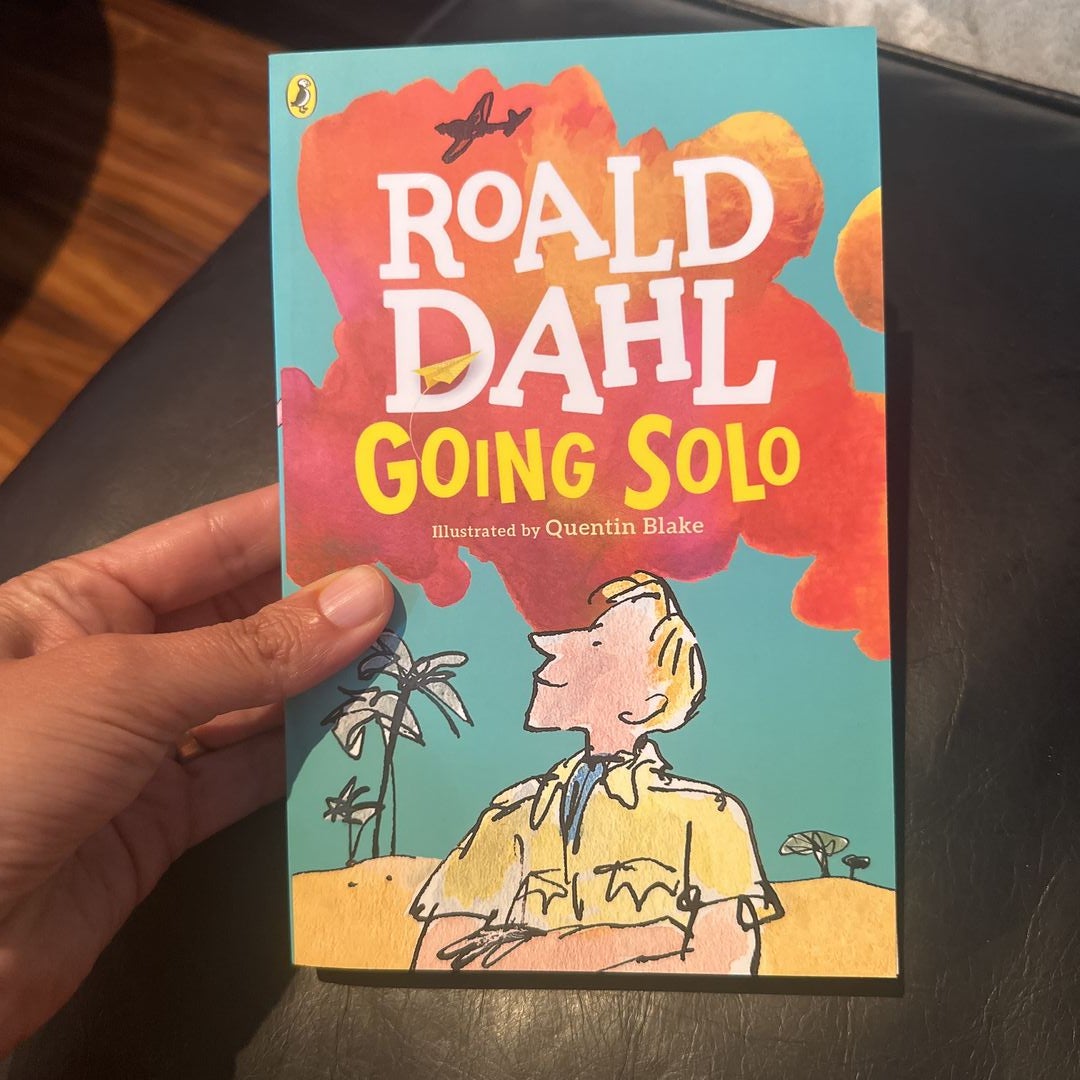 ROALD
DAHL
GOING SOLO
Illustrated by Quentin Blake